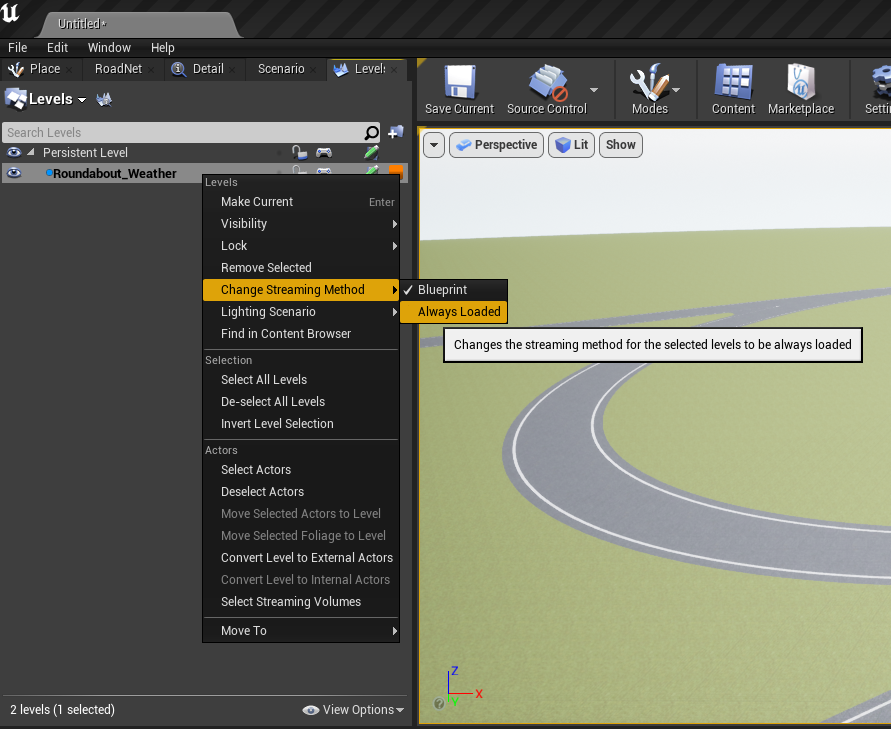 Untitled*
File Edit Window Help
Place RoadNet Detail Scenario Levels
Levels
Search Levels
Persistent Level
Roundabout_Weather
Levels
Make Current Enter
Visibility
Lock
Remove Selected
Change Streaming Method
Lighting Scenario
Find in Content Browser
Selection
Select All Levels
De-select All Levels
Invert Level Selection
Actors
Select Actors
Deselect Actors
Move Selected Actors to Level
Move Selected Foliage to Level
Convert Level to External Actors
Convert Level to Internal Actors
Select Streaming Volumes
Move To
Blueprint
Always Loaded
Changes the streaming method for the selected levels to be always loaded
2 levels (1 selected) View Options
Save Current Source Control Modes Content Marketplace
Perspective Lit Show
Z
X
Y
?